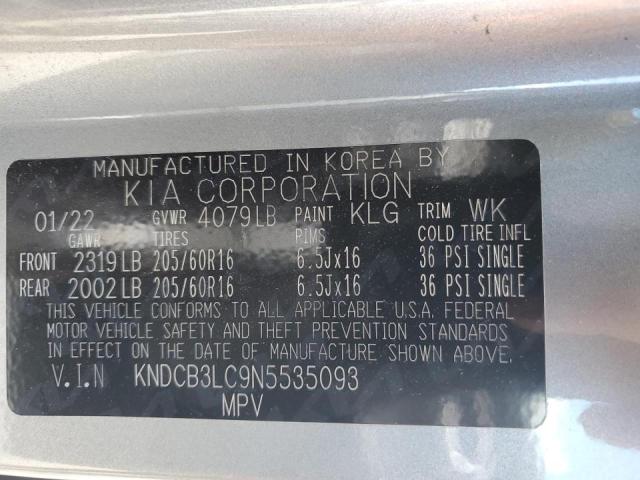 MANUFACTURED IN KOREA BY
KIA CORPORATION
01/22 GVWR 4079LB PAINT KLG TRIM WK
GAWR TIRES PIMS COLD TIRE INFL
FRONT 2319LB 205/60R16 6.5Jx16 36 PSI SINGLE
REAR 2002LB 205/60R16 6.5Jx16 36 PSI SINGLE
THIS VEHICLE CONFORMS TO ALL APPLICABLE U.S.A. FEDERAL
MOTOR VEHICLE SAFETY AND THEFT PREVENTION STANDARDS
IN EFFECT ON THE DATE OF MANUFACTURE SHOWN ABOVE.
V.I.N KNDCB3LC9N5535093
MPV